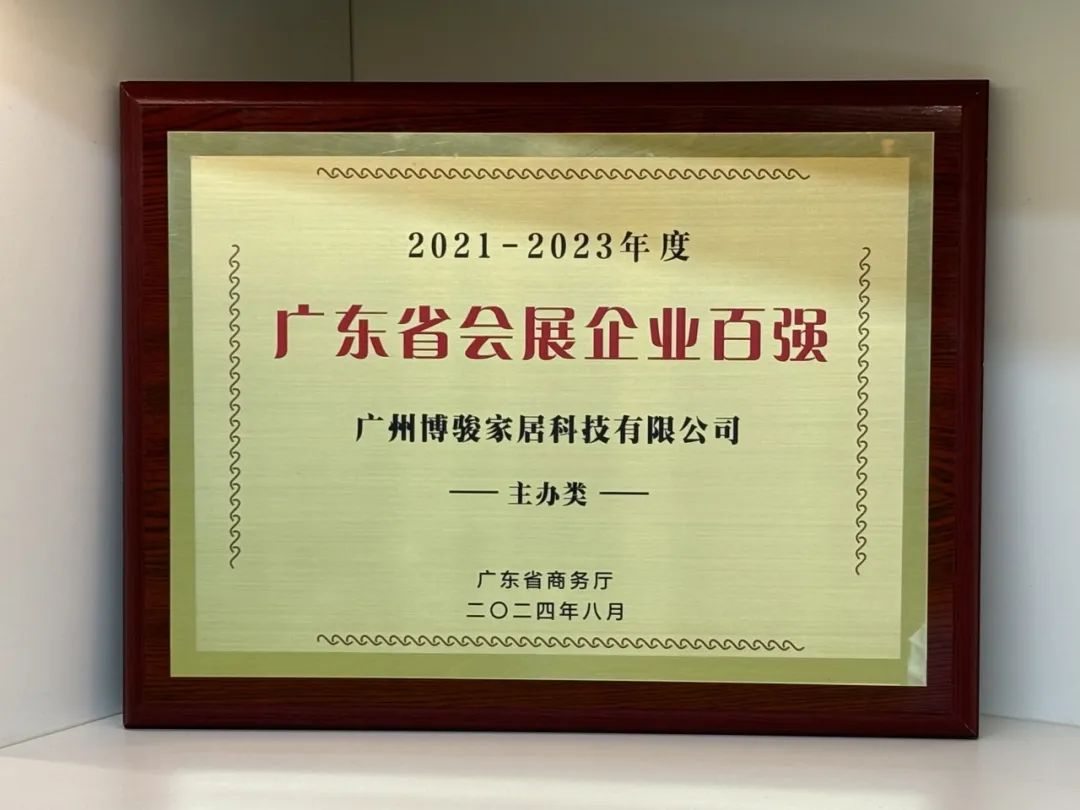 2021-2023年度
广东省会展企业百强
广州博骏家居科技有限公司
主办类
广东省商务厅
二〇二四年八月